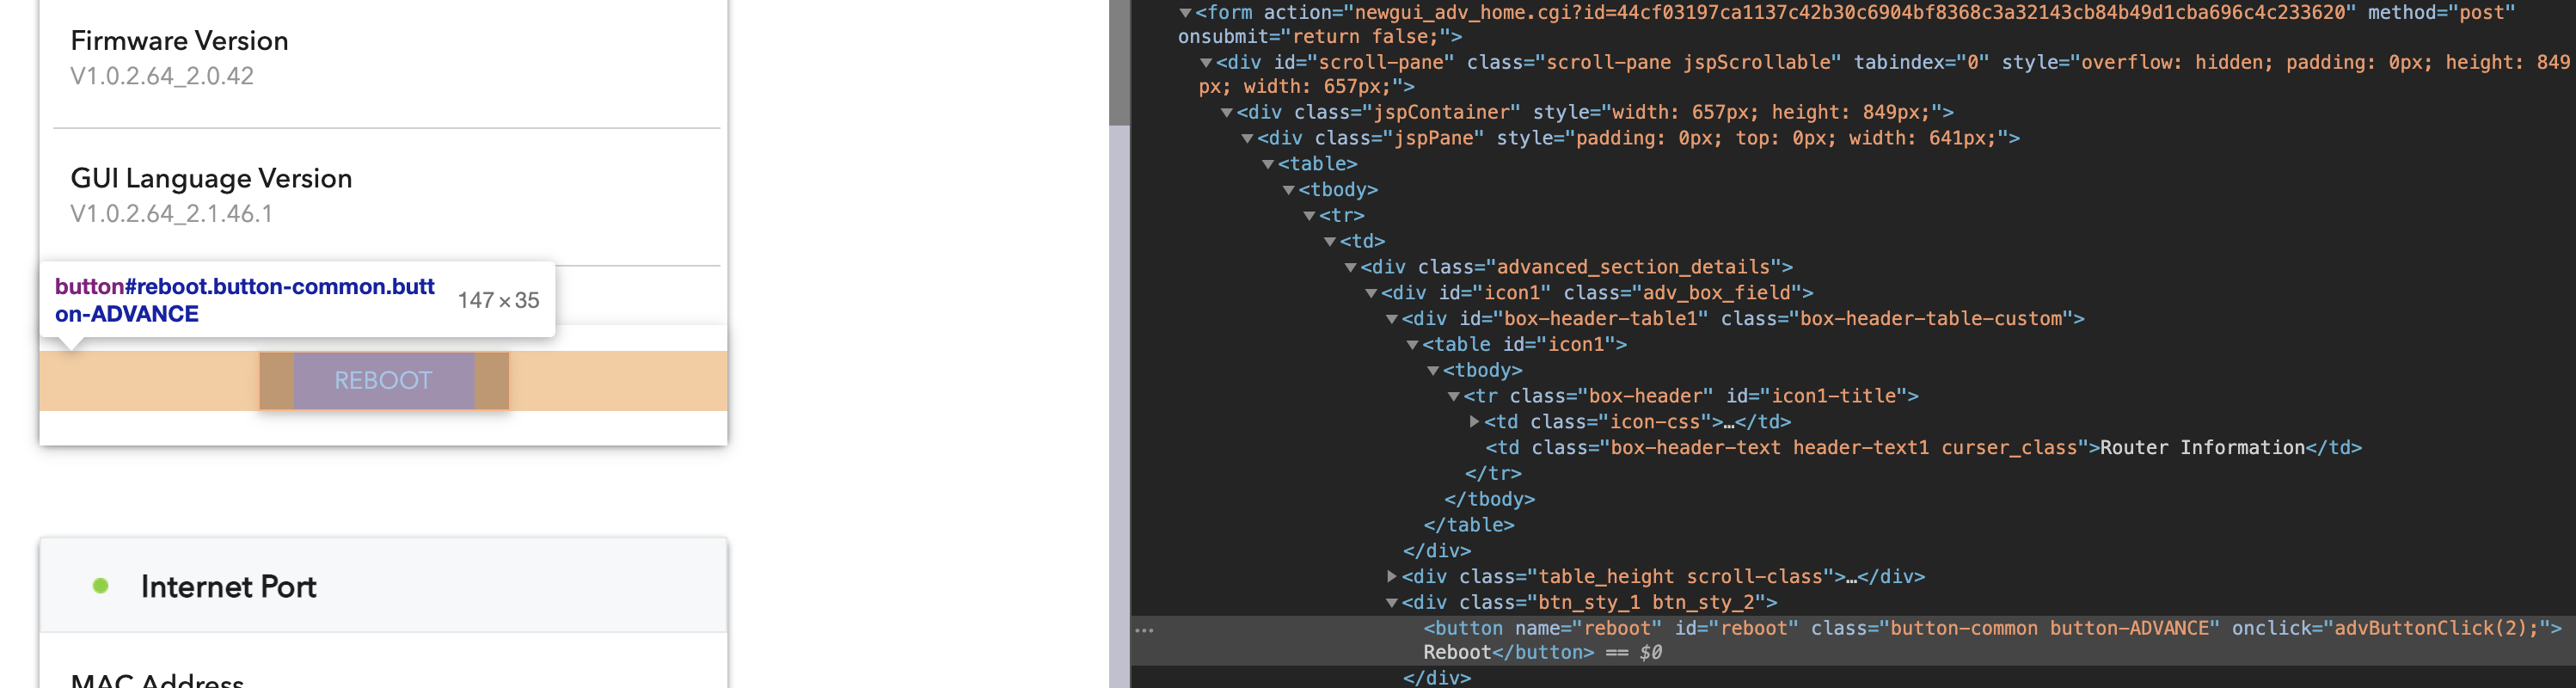 Firmware Version
V1.0.2.64_2.0.42
GUI Language Version
V1.0.2.64_2.1.46.1
button#reboot.button-common.butt
on-ADVANCE
147 × 35
REBOOT
Internet Port
MAC Address
<form action="newgui_adv_home.cgi?id=44cf03197ca1137c42b30c6904bf8368c3a32143cb84b49d1cba696c4c233620" method="post"
onsubmit="return false;">
<div id="scroll-pane" class="scroll-pane jspScrollable" tabindex="0" style="overflow: hidden; padding: 0px; height: 849
px; width: 657px;">
<div class="jspContainer" style="width: 657px; height: 849px;">
<div class="jspPane" style="padding: 0px; top: 0px; width: 641px;">
<table>
<tbody>
<tr>
<td>
<div class="advanced_section_details">
<div id="icon1" class="adv_box_field">
<div id="box-header-table1" class="box-header-table-custom">
<table id="icon1">
<tbody>
<tr class="box-header" id="icon1-title">
<td class="icon-css">…</td>
<td class="box-header-text header-text1 curser_class">Router Information</td>
</tr>
</tbody>
</table>
</div>
<div class="table_height scroll-class">…</div>
<div class="btn_sty_1 btn_sty_2">
<button name="reboot" id="reboot" class="button-common button-ADVANCE" onclick="advButtonClick(2);">
Reboot</button> == $0
</div>